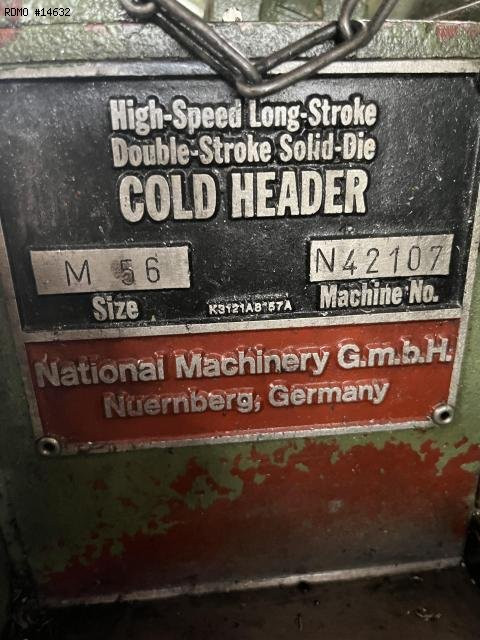 RDMO #14632
High-Speed Long-Stroke
Double-Stroke Solid-Die
COLD HEADER
M 56
N42107
Size
K3121AB 57A
Machine No.
National Machinery G.m.b.H.
Nuernberg, Germany